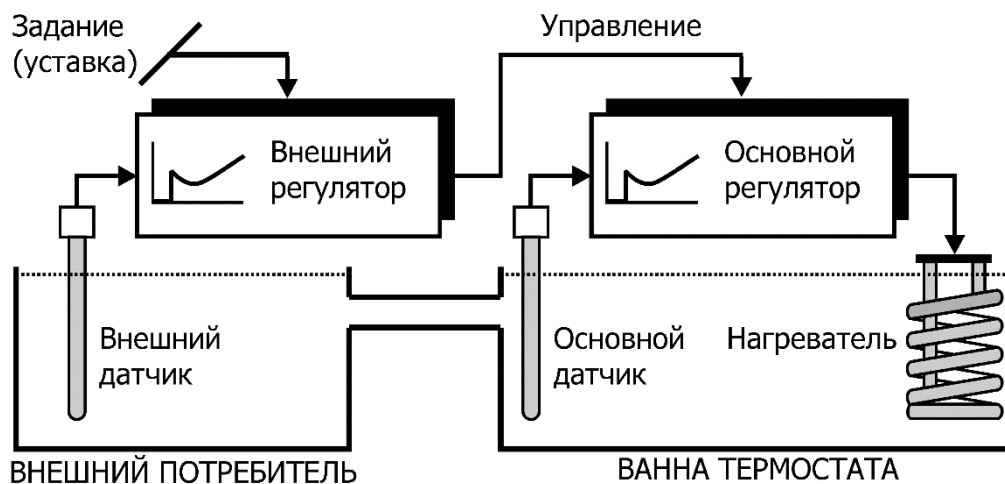 Задание
(уставка)
Управление
Внешний
регулятор
Основной
регулятор
Внешний
датчик
Основной
датчик
Нагреватель
ВНЕШНИЙ ПОТРЕБИТЕЛЬ
ВАННА ТЕРМОСТАТА